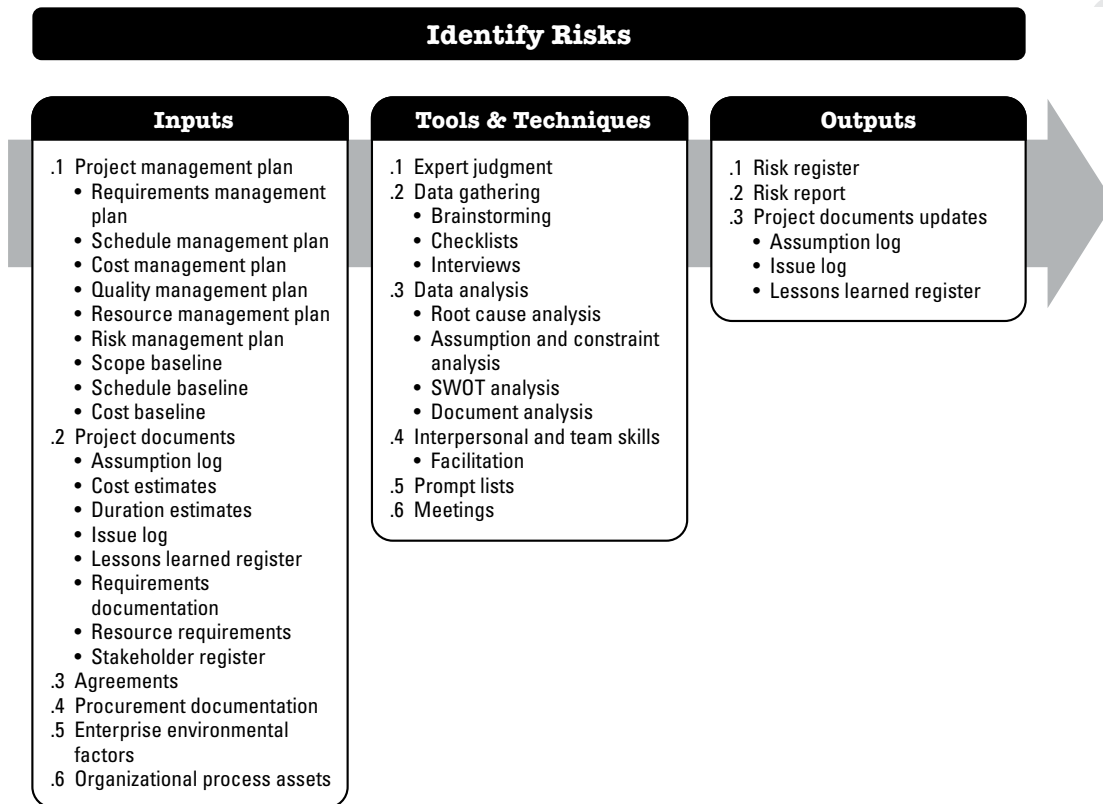 Identify Risks
Inputs
.1 Project management plan
• Requirements management
plan
• Schedule management plan
• Cost management plan
• Quality management plan
• Resource management plan
• Risk management plan
• Scope baseline
• Schedule baseline
• Cost baseline
.2 Project documents
• Assumption log
• Cost estimates
• Duration estimates
• Issue log
• Lessons learned register
• Requirements
documentation
• Resource requirements
• Stakeholder register
.3 Agreements
.4 Procurement documentation
.5 Enterprise environmental
factors
.6 Organizational process assets
Tools & Techniques
.1 Expert judgment
.2 Data gathering
• Brainstorming
• Checklists
• Interviews
.3 Data analysis
• Root cause analysis
• Assumption and constraint
analysis
• SWOT analysis
• Document analysis
.4 Interpersonal and team skills
• Facilitation
.5 Prompt lists
.6 Meetings
Outputs
.1 Risk register
.2 Risk report
.3 Project documents updates
• Assumption log
• Issue log
• Lessons learned register